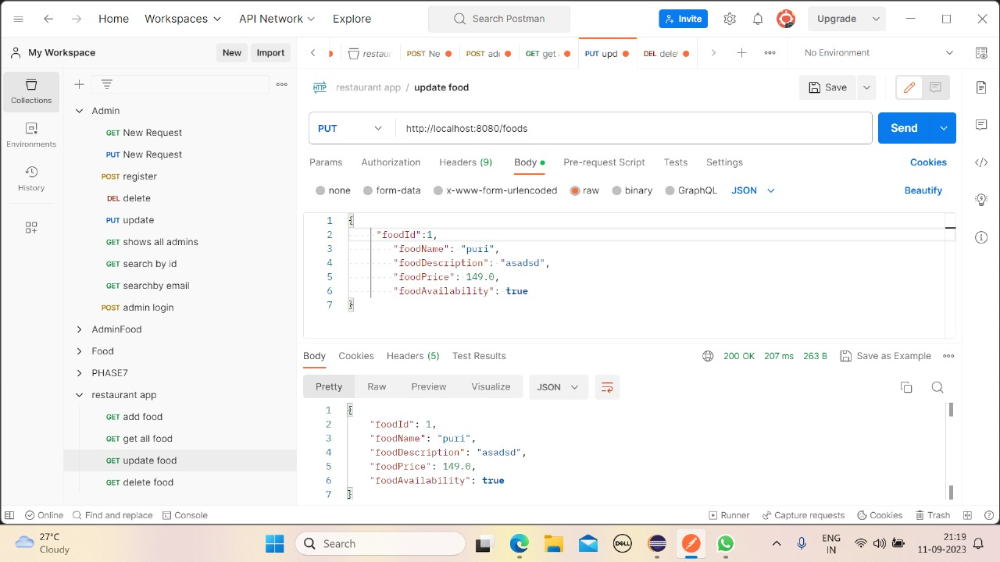 Home
Workspaces
API Network
Explore
Search Postman
Invite
Upgrade
My Workspace
New
Import
restau
POST Ne
POST add
GET get
PUT upd
DEL delet
No Environment
Collections
Environments
History
Admin
GET New Request
PUT New Request
POST register
DEL delete
PUT update
GET shows all admins
GET search by id
GET searchby email
POST admin login
AdminFood
Food
PHASE7
restaurant app
GET add food
GET get all food
GET update food
GET delete food
HTTP restaurant app / update food
Save
PUT
http://localhost:8080/foods
Send
Params
Authorization
Headers (9)
Body
Pre-request Script
Tests
Settings
Cookies
none
form-data
x-www-form-urlencoded
raw
binary
GraphQL
JSON
Beautify
1 {
2 "foodId":1,
3 "foodName": "puri",
4 "foodDescription": "asadsd",
5 "foodPrice": 149.0,
6 "foodAvailability": true
7 }
Body
Cookies
Headers (5)
Test Results
200 OK
207 ms
263 B
Save as Example
Pretty
Raw
Preview
Visualize
JSON
1 {
2 "foodId": 1,
3 "foodName": "puri",
4 "foodDescription": "asadsd",
5 "foodPrice": 149.0,
6 "foodAvailability": true
7 }
Online
Find and replace
Console
Runner
Capture requests
Cookies
Trash
27°C
Cloudy
Search
DELL
ENG
IN
21:19
11-09-2023